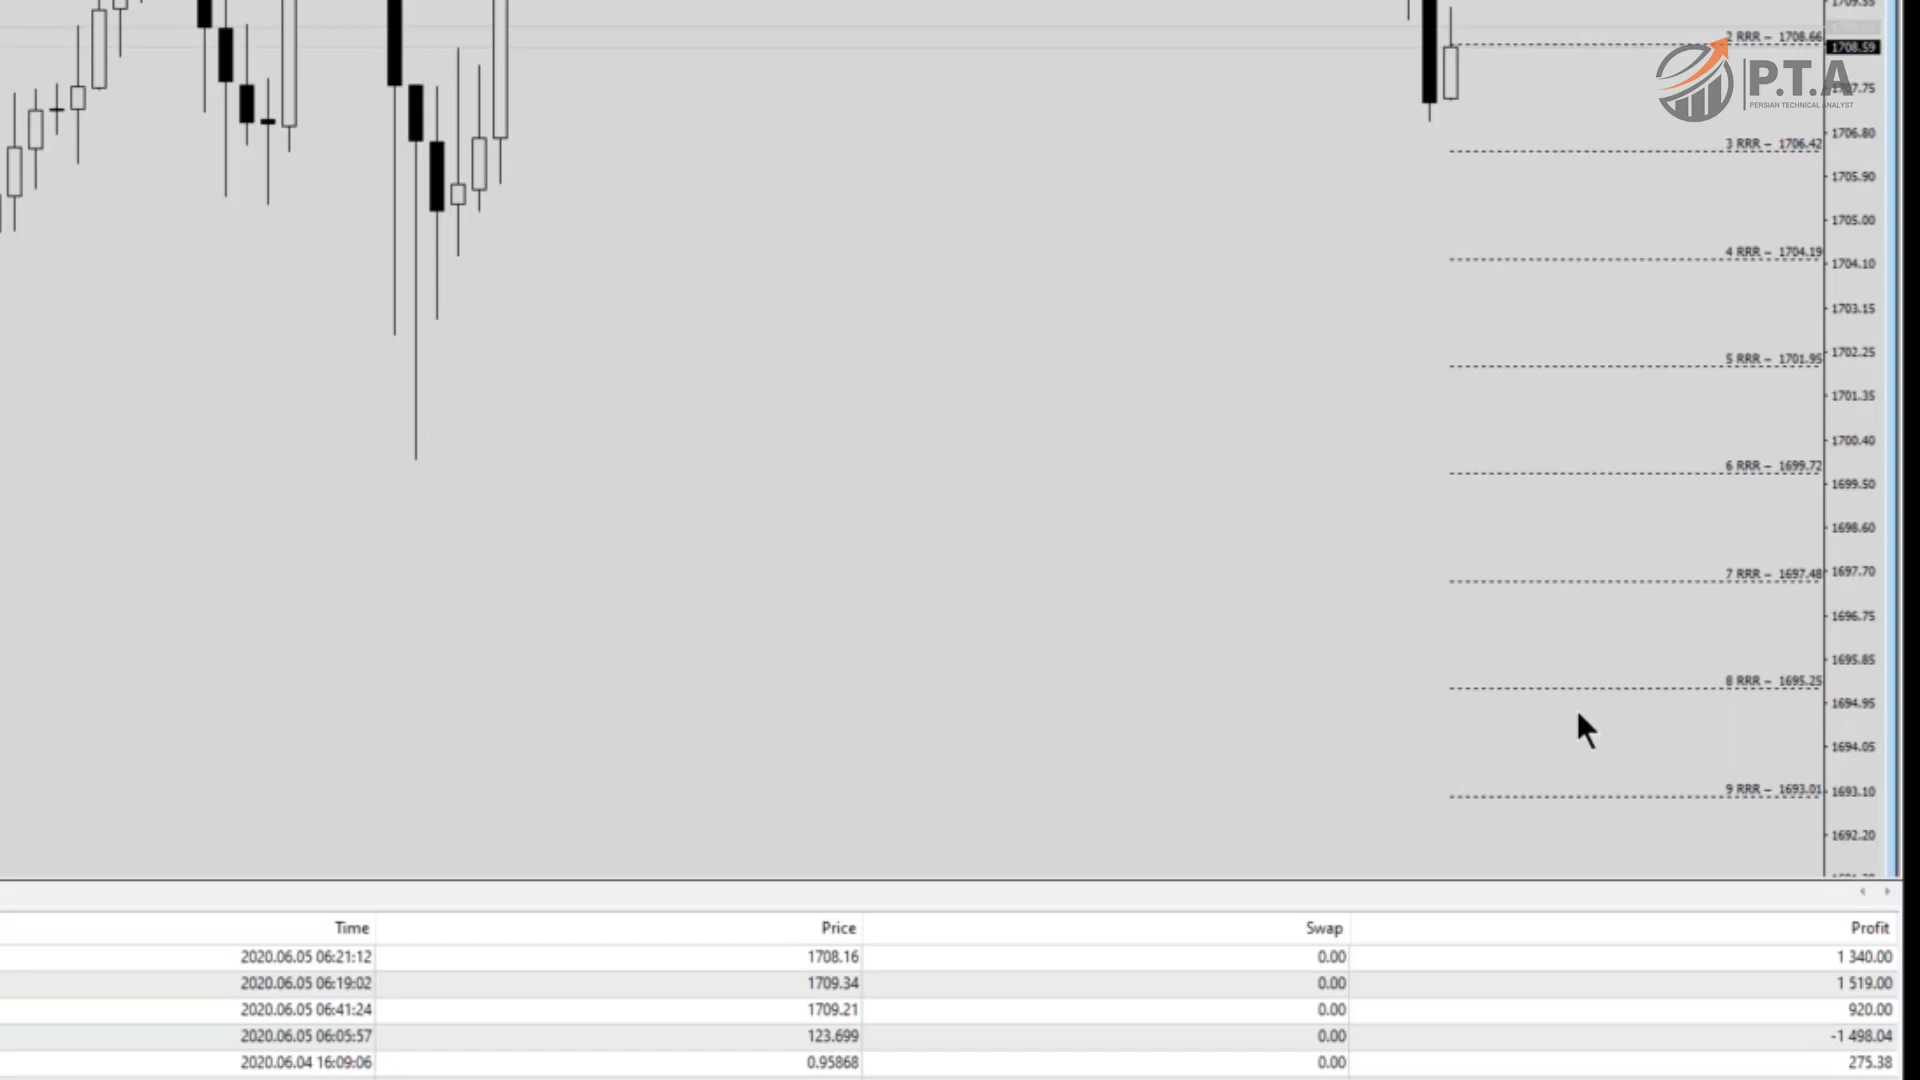 1709.55
2 RRR – 1708.66
1708.59
P.T.A
PERSIAN TECHNICAL ANALYST
1706.80
3 RRR – 1706.42
1705.90
1705.00
4 RRR – 1704.19
1704.10
1703.15
1702.25
5 RRR – 1701.95
1701.35
1700.40
6 RRR – 1699.72
1699.50
1698.60
1697.70
7 RRR – 1697.48
1696.75
1695.85
8 RRR – 1695.25
1694.95
1694.05
9 RRR – 1693.01
1693.10
1692.20
Time Price Swap Profit
2020.06.05 06:21:12 1708.16 0.00 1 340.00
2020.06.05 06:19:02 1709.34 0.00 1 519.00
2020.06.05 06:41:24 1709.21 0.00 920.00
2020.06.05 06:05:57 123.699 0.00 -1 498.04
2020.06.04 16:09:06 0.95868 0.00 275.38